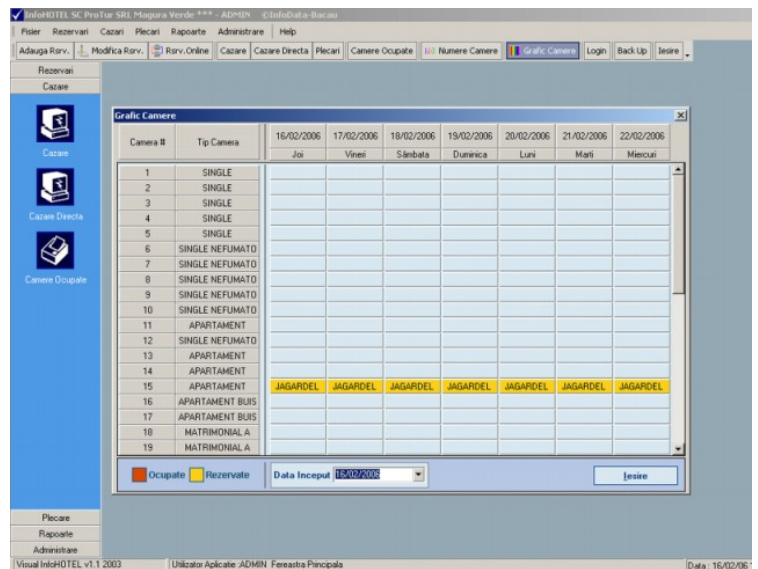 InfoHOTEL SC ProTur SRL Magura Verde *** - ADMIN ©InfoData-Bacau
Fisier Rezervari Cazari Plecari Rapoarte Administrare Help
Adauga Rsrv. Modifica Rsrv. Rsrv.Online Cazare Cazare Directa Plecari Camere Ocupate Numere Camere Grafic Camere Login Back Up Iesire
Rezervari
Cazare
Cazare
Cazare Directa
Camere Ocupate
Grafic Camere
Camera # Tip Camera 16/02/2006 17/02/2006 18/02/2006 19/02/2006 20/02/2006 21/02/2006 22/02/2006
Joi Vineri Sâmbata Duminica Luni Marti Miercuri
1 SINGLE
2 SINGLE
3 SINGLE
4 SINGLE
5 SINGLE
6 SINGLE NEFUMATO
7 SINGLE NEFUMATO
8 SINGLE NEFUMATO
9 SINGLE NEFUMATO
10 SINGLE NEFUMATO
11 APARTAMENT
12 SINGLE NEFUMATO
13 APARTAMENT
14 APARTAMENT
15 APARTAMENT JAGARDEL JAGARDEL JAGARDEL JAGARDEL JAGARDEL JAGARDEL JAGARDEL
16 APARTAMENT BUIS
17 APARTAMENT BUIS
18 MATRIMONIAL A
19 MATRIMONIAL A
Ocupate Rezervate Data Inceput 16/02/2006 Iesire
Plecare
Rapoarte
Administrare
Visual InfoHOTEL v1.1 2003 Utilizator Aplicatie :ADMIN Fereastra Principala Data : 16/02/06